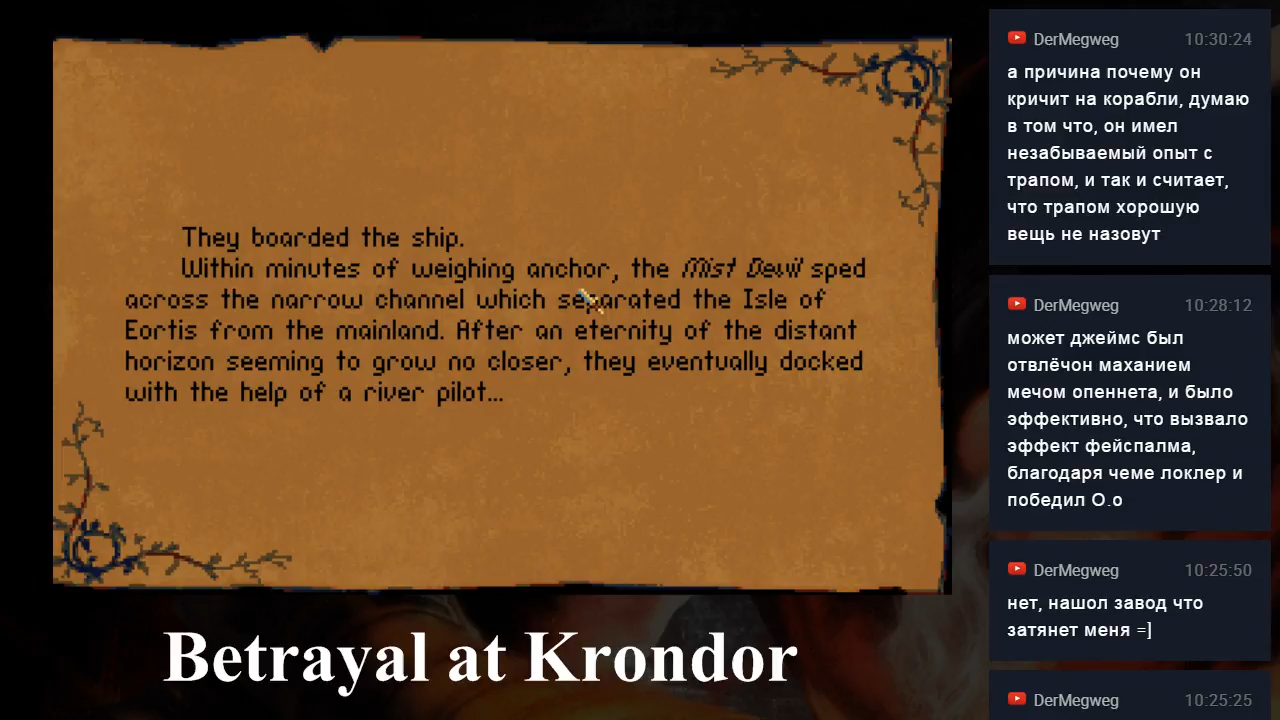 They boarded the ship.
Within minutes of weighing anchor, the Mist Devil sped
across the narrow channel which separated the Isle of
Eortis from the mainland. After an eternity of the distant
horizon seeming to grow no closer, they eventually docked
with the help of a river pilot...
Betrayal at Krondor
DerMegweg 10:30:24
а причина почему он
кричит на корабли, думаю
в том что, он имел
незабываемый опыт с
трапом, и так и считает,
что трапом хорошую
вещь не назовут
DerMegweg 10:28:12
может джеймс был
отвлёчон маханием
мечом опеннета, и было
эффективно, что вызвало
эффект фейспалма,
благодаря чеме локлер и
победил О.о
DerMegweg 10:25:50
нет, нашол завод что
затянет меня =]
DerMegweg 10:25:25